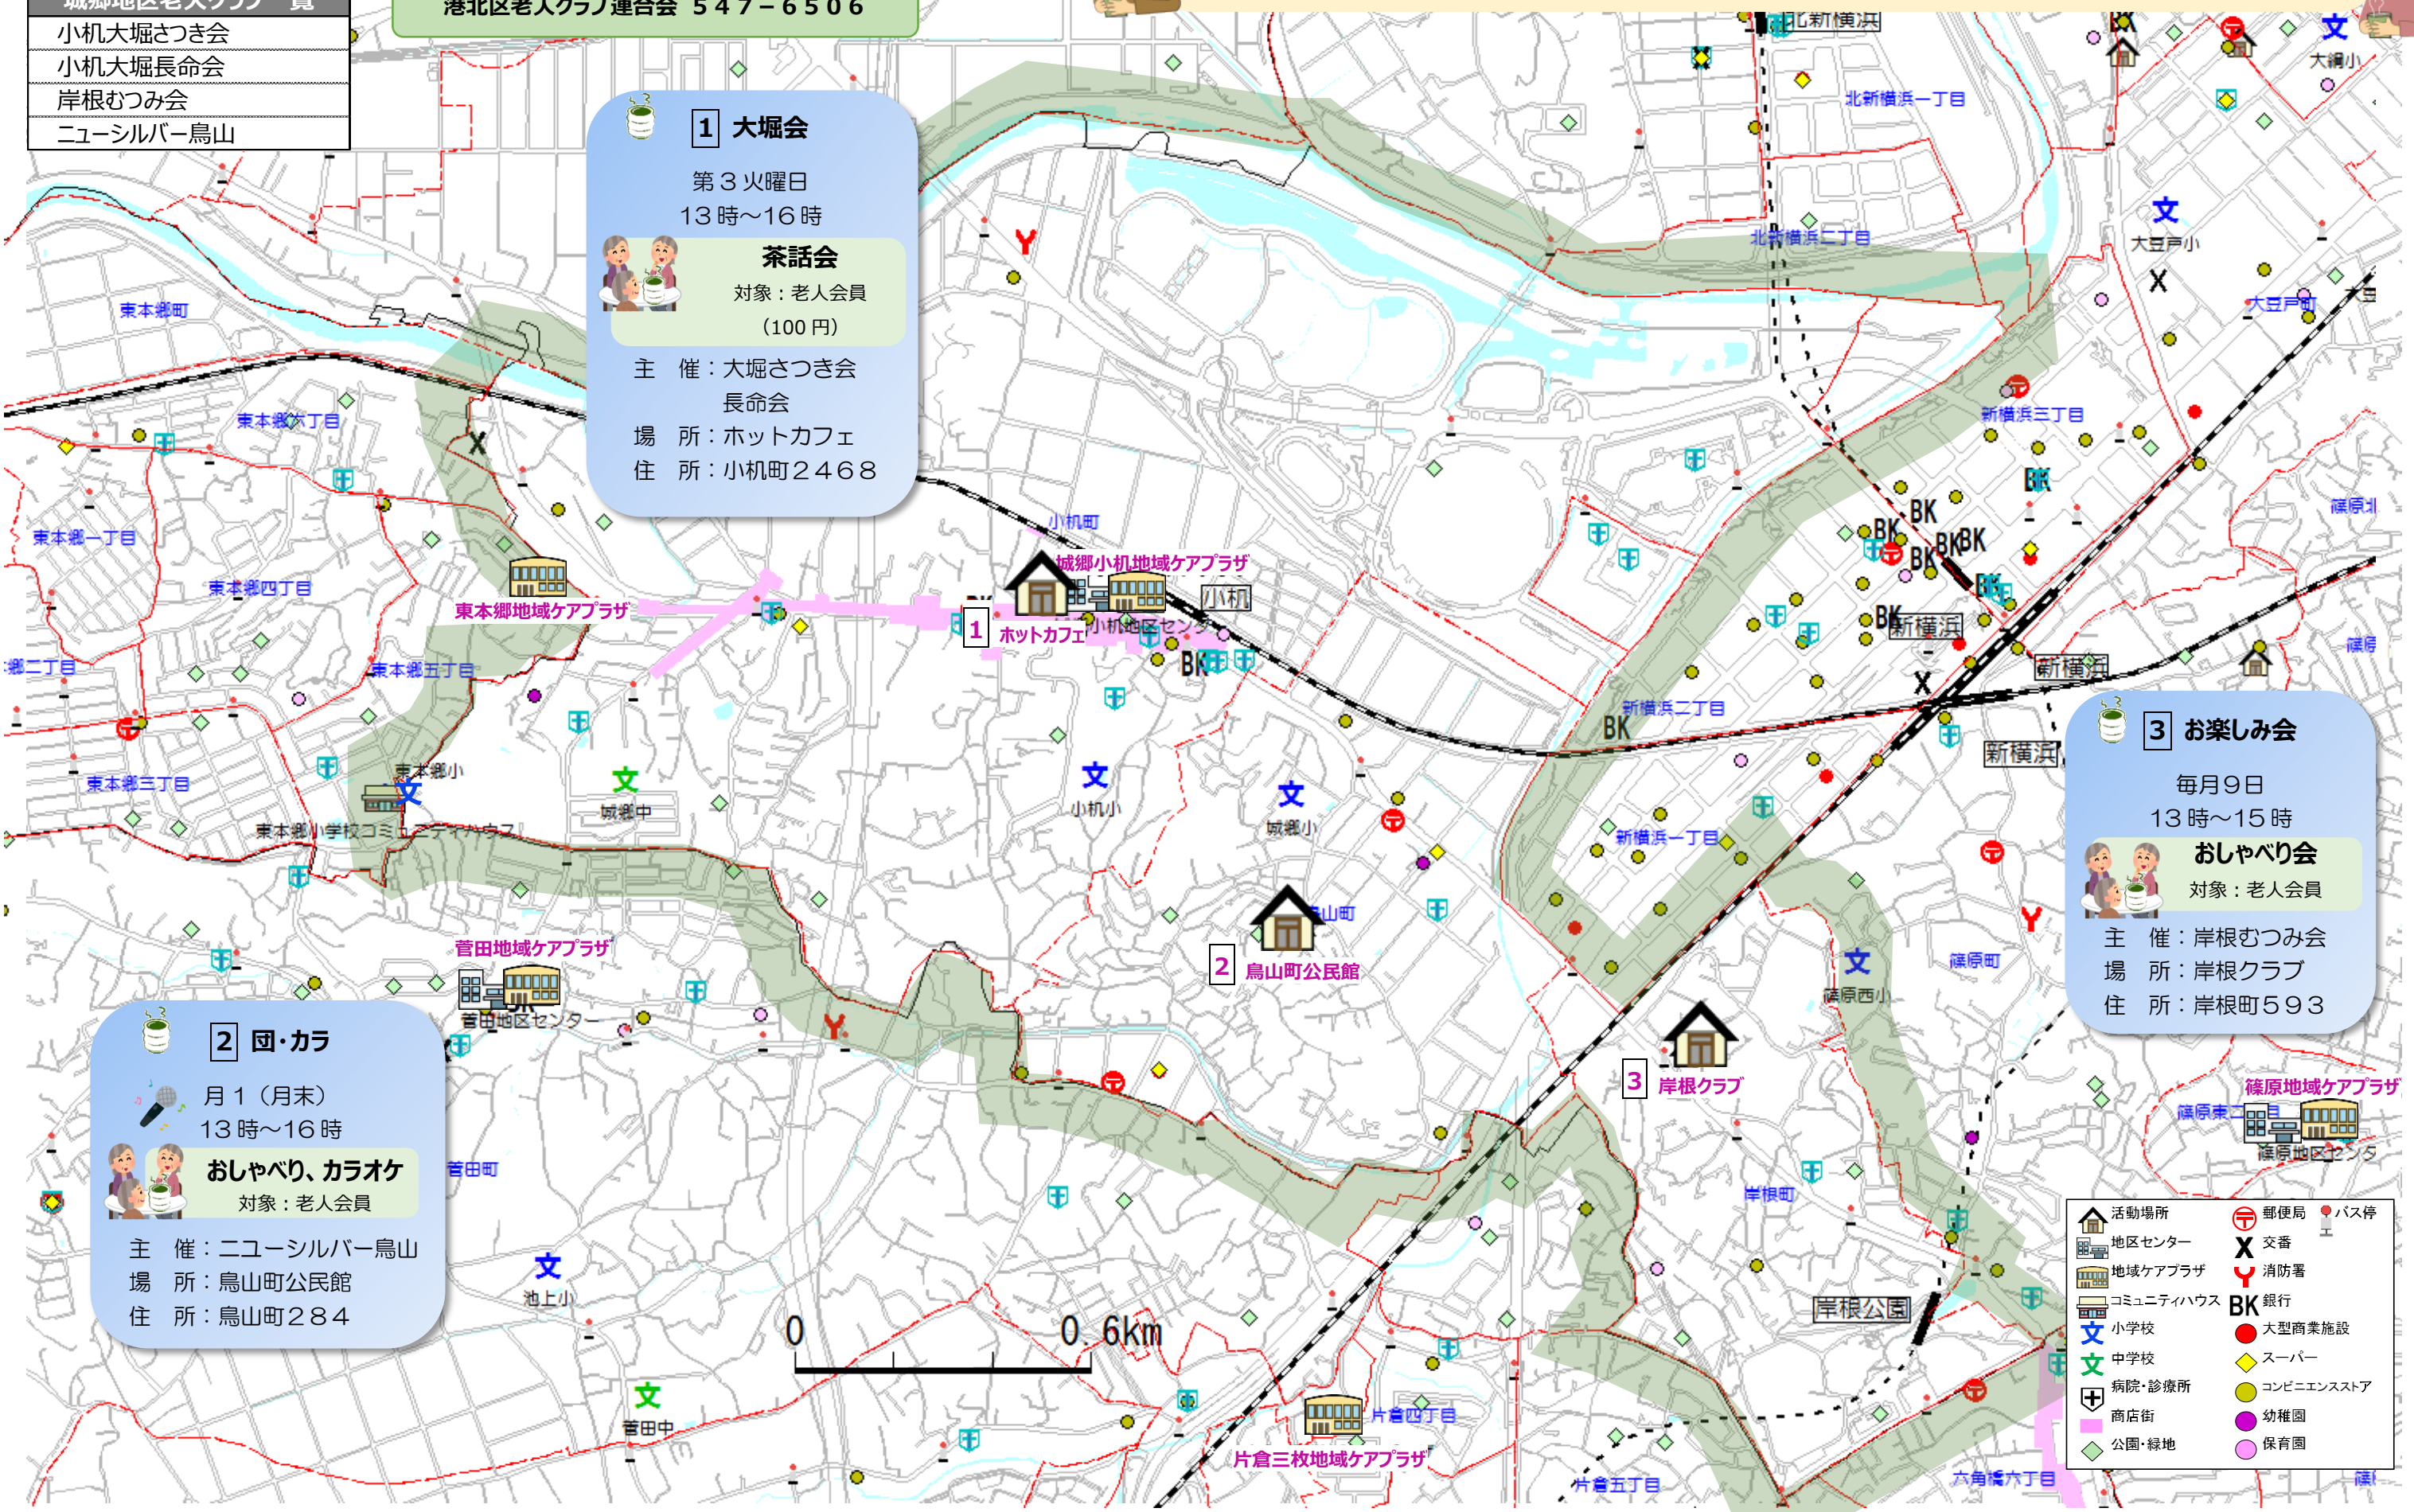 城郷地区老人クラブ一覧
小机大堀さつき会
小机大堀長命会
岸根むつみ会
ニューシルバー鳥山
港北区老人クラブ連合会 ５４７－６５０６
1 大堀会
第３火曜日
13時～16時
茶話会
対象：老人会員
（100円）
主　催：大堀さつき会
長命会
場　所：ホットカフェ
住　所：小机町２４６８
2 団・カラ
月１（月末）
13時～16時
おしゃべり、カラオケ
対象：老人会員
主　催：ニユーシルバー鳥山
場　所：鳥山町公民館
住　所：鳥山町２８４
3 お楽しみ会
毎月９日
13時～15時
おしゃべり会
対象：老人会員
主　催：岸根むつみ会
場　所：岸根クラブ
住　所：岸根町５９３
北新横浜
大綱小
北新横浜一丁目
北新横浜二丁目
大豆戸小
大豆戸町
東本郷町
東本郷六丁目
東本郷一丁目
東本郷四丁目
東本郷五丁目
東本郷三丁目
東本郷小
東本郷小学校コミュニティハウス
東本郷地域ケアプラザ
城郷中
小机町
城郷小机地域ケアプラザ
小机
1 ホットカフェ
小机小
城郷小
新横浜三丁目
新横浜
新横浜
新横浜
新横浜二丁目
新横浜一丁目
BK
BK
BK
BK
BK
BK
BK
BK
BK
BK
2 鳥山町公民館
篠原西小
篠原町
3 岸根クラブ
岸根町
岸根公園
篠原地域ケアプラザ
菅田地域ケアプラザ
菅田地区センター
菅田町
池上小
菅田中
0 0.6km
片倉四丁目
片倉三枚地域ケアプラザ
片倉五丁目
六角橋六丁目
活動場所
地区センター
地域ケアプラザ
コミュニティハウス
文 小学校
文 中学校
病院・診療所
商店街
公園・緑地
郵便局
バス停
X 交番
Y 消防署
BK 銀行
大型商業施設
スーパー
コンビニエンスストア
幼稚園
保育園